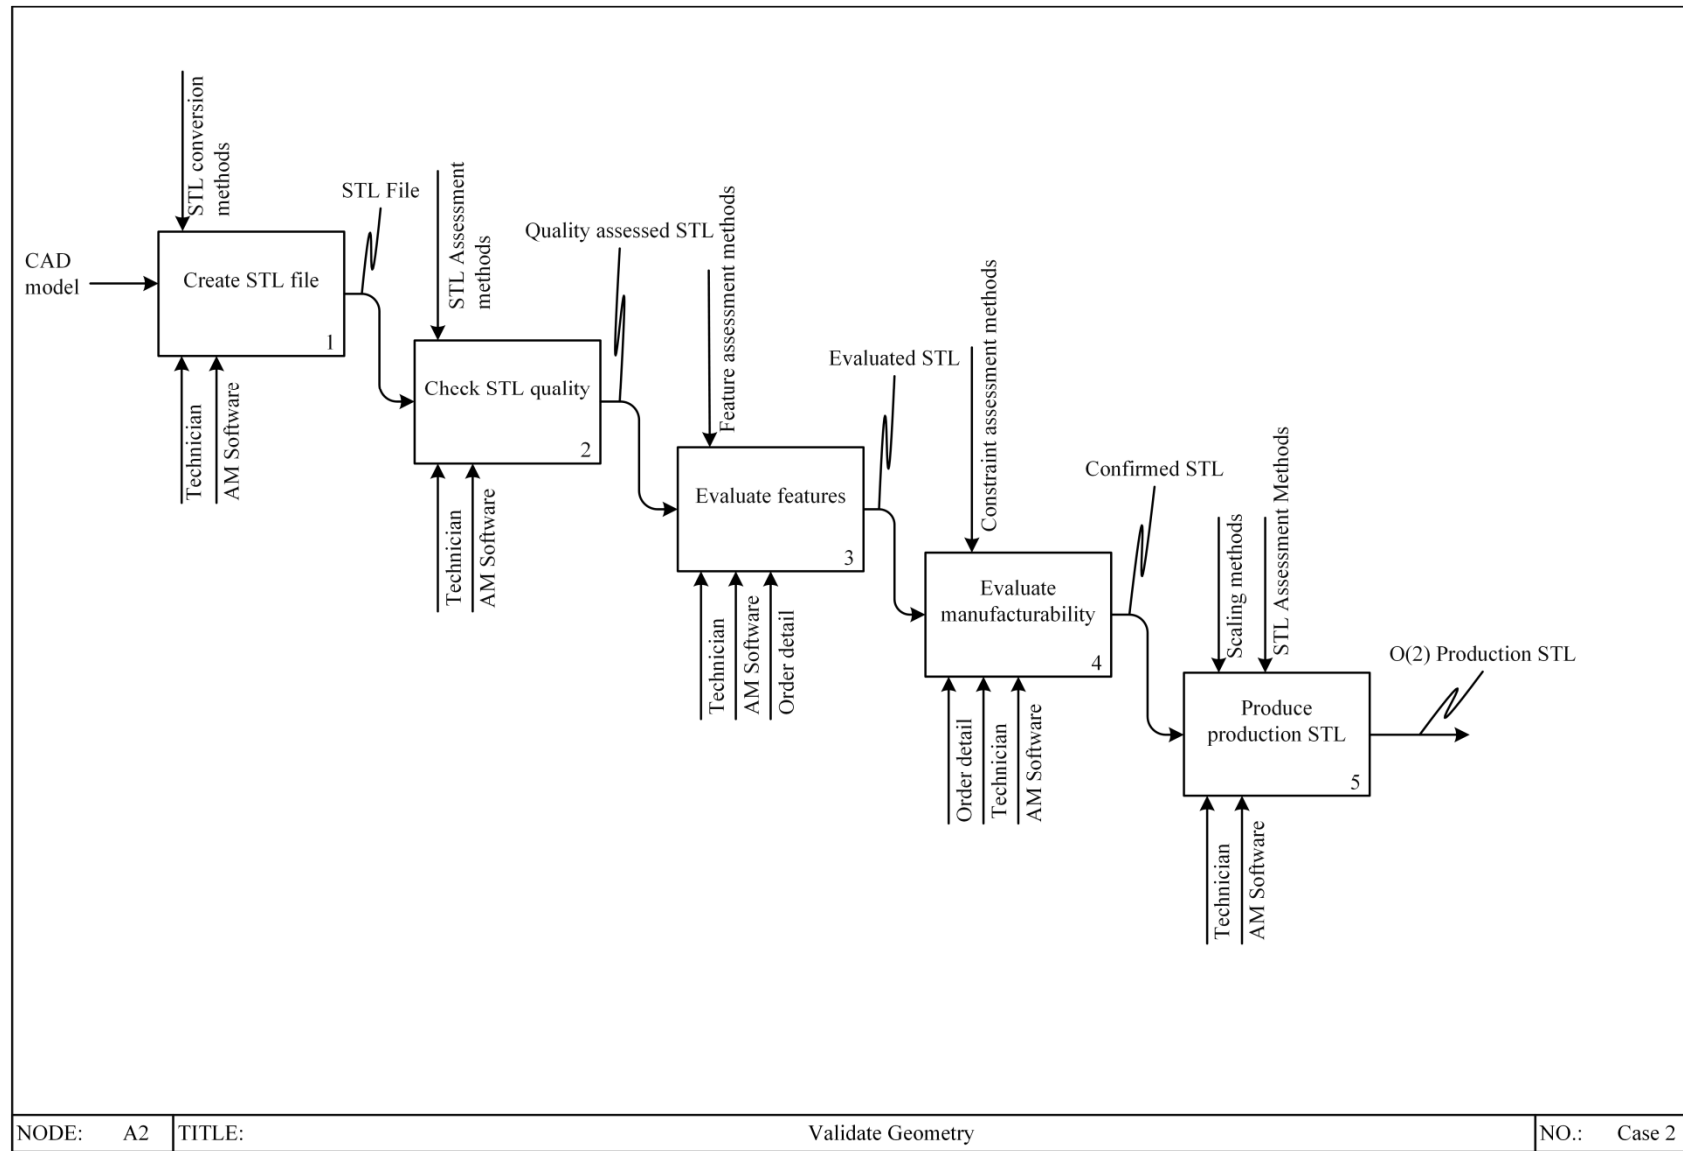 STL conversion
methods
CAD
model
Create STL file
1
Technician
AM Software
STL File
STL Assessment
methods
Check STL quality
2
Technician
AM Software
Quality assessed STL
Feature assessment methods
Evaluate features
3
Technician
AM Software
Order detail
Evaluated STL
Constraint assessment methods
Evaluate
manufacturability
4
Order detail
Technician
AM Software
Confirmed STL
Scaling methods
STL Assessment Methods
Produce
production STL
5
Technician
AM Software
O(2) Production STL
NODE: A2
TITLE: Validate Geometry
NO.: Case 2